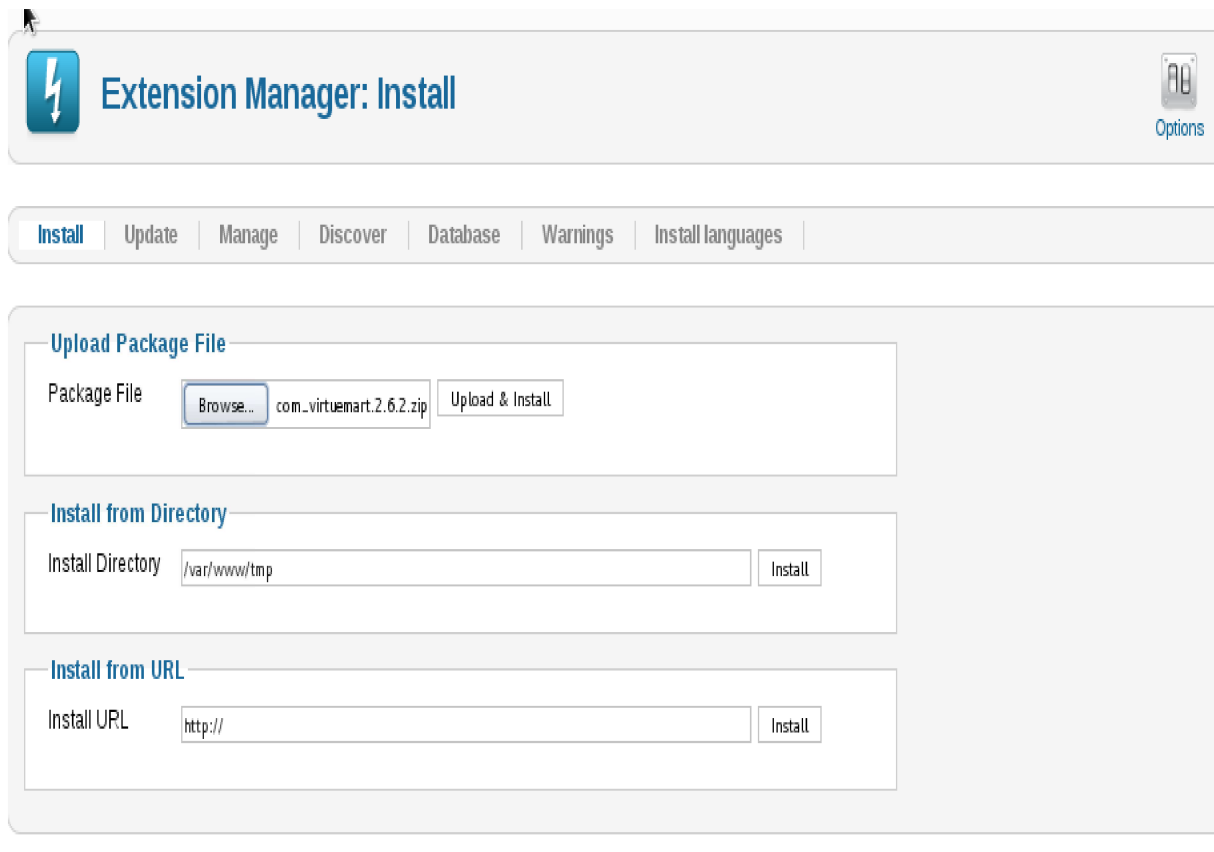 Extension Manager: Install
Options
Install Update Manage Discover Database Warnings Install languages
Upload Package File
Package File Browse... com_virtuemart.2.6.2.zip Upload & Install
Install from Directory
Install Directory /var/www/tmp Install
Install from URL
Install URL http:// Install